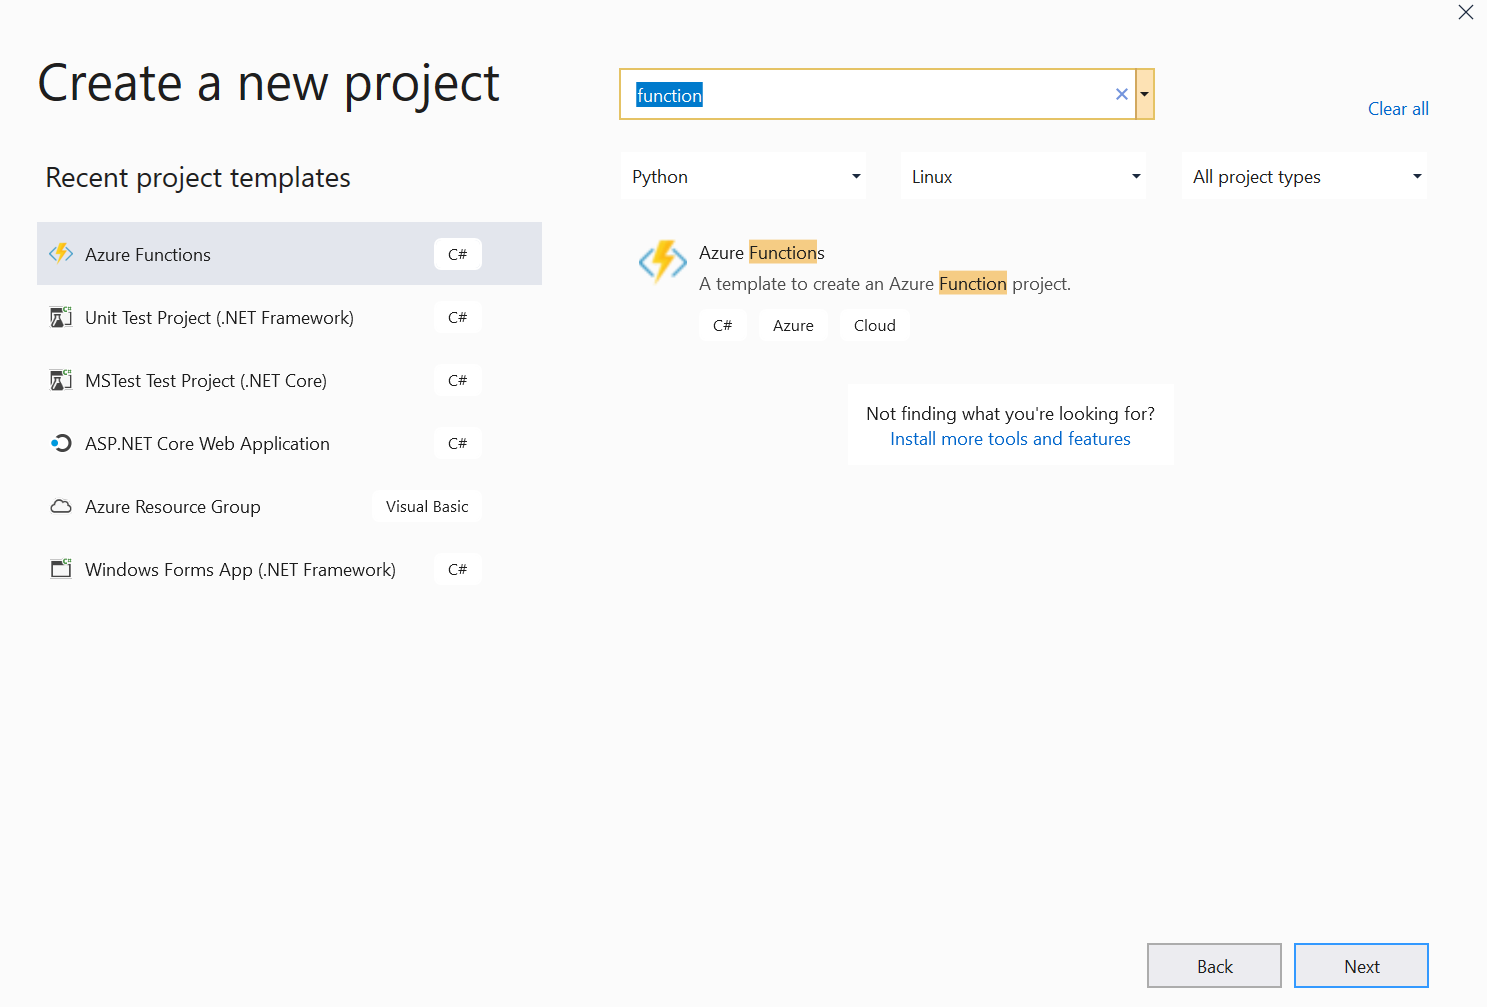 Create a new project
function
Clear all
Recent project templates
Python
Linux
All project types
Azure Functions
C#
Unit Test Project (.NET Framework)
C#
MSTest Test Project (.NET Core)
C#
ASP.NET Core Web Application
C#
Azure Resource Group
Visual Basic
Windows Forms App (.NET Framework)
C#
Azure Functions
A template to create an Azure Function project.
C#
Azure
Cloud
Not finding what you're looking for?
Install more tools and features
Back
Next